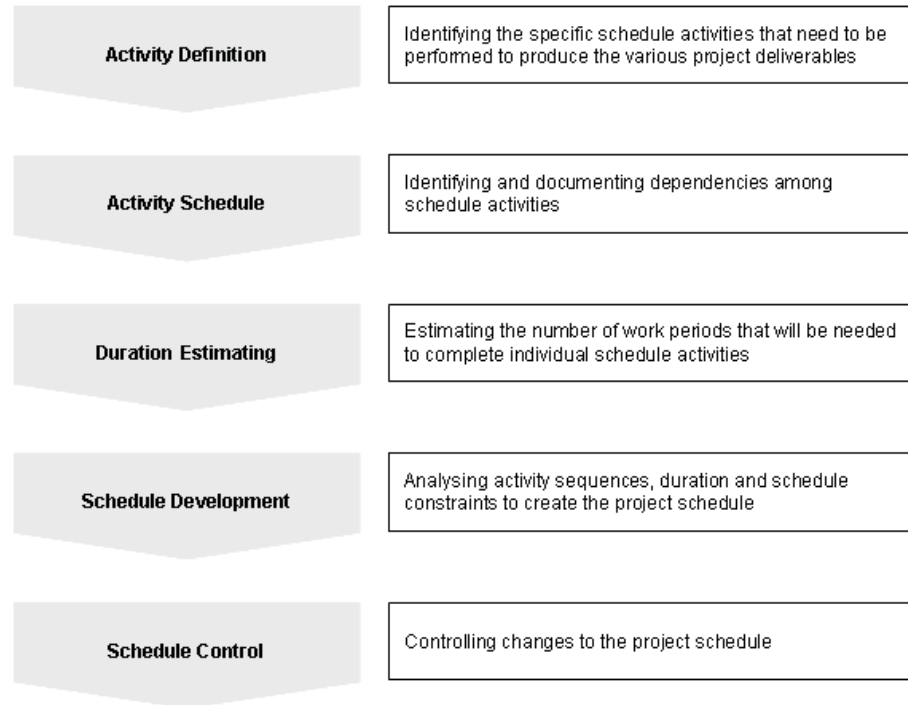 Activity Definition
Identifying the specific schedule activities that need to be
performed to produce the various project deliverables
Activity Schedule
Identifying and documenting dependencies among
schedule activities
Duration Estimating
Estimating the number of work periods that will be needed
to complete individual schedule activities
Schedule Development
Analysing activity sequences, duration and schedule
constraints to create the project schedule
Schedule Control
Controlling changes to the project schedule